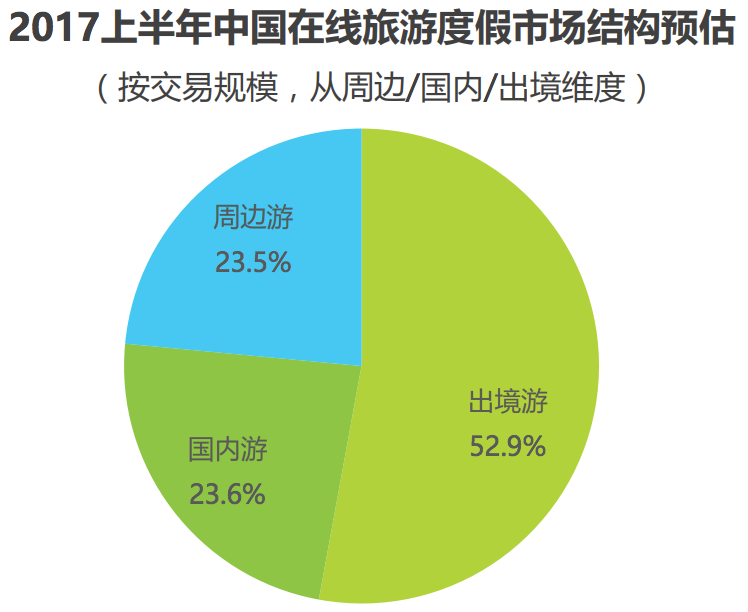 2017上半年中国在线旅游度假市场结构预估
（按交易规模，从周边/国内/出境维度）
周边游
23.5%
出境游
52.9%
国内游
23.6%